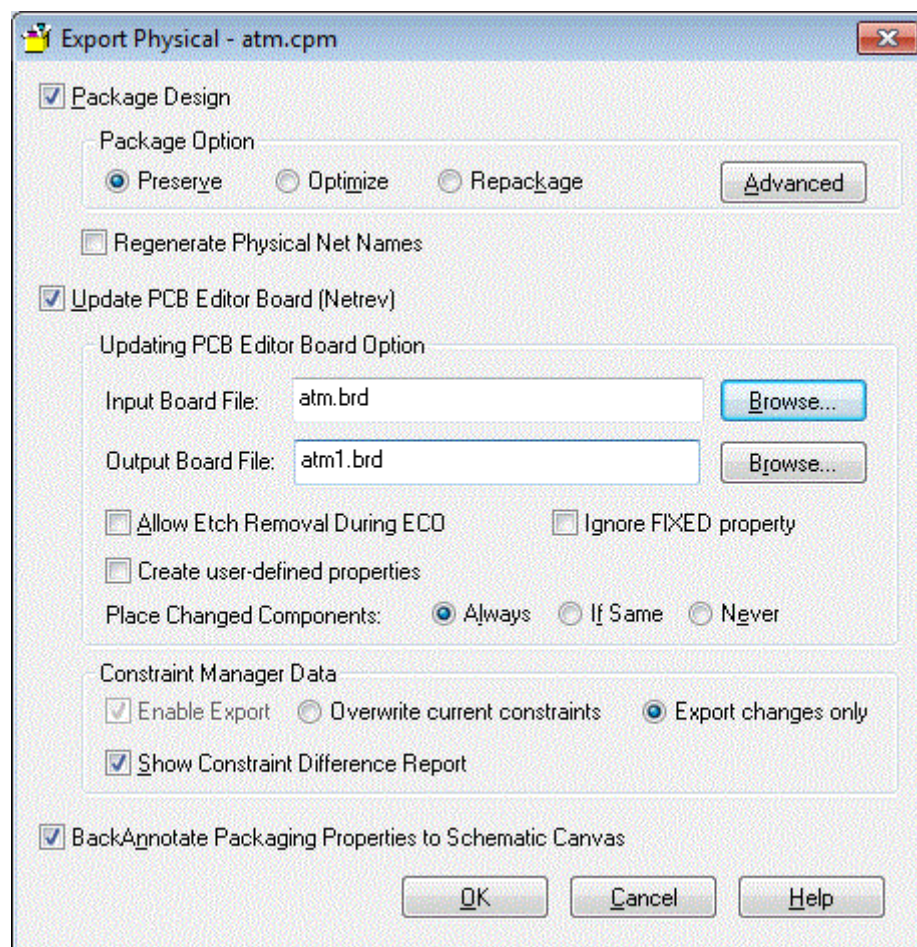 Export Physical - atm.cpm
Package Design
Package Option
Preserve Optimize Repackage Advanced
Regenerate Physical Net Names
Update PCB Editor Board (Netrev)
Updating PCB Editor Board Option
Input Board File: atm.brd Browse...
Output Board File: atm1.brd Browse...
Allow Etch Removal During ECO Ignore FIXED property
Create user-defined properties
Place Changed Components: Always If Same Never
Constraint Manager Data
Enable Export Overwrite current constraints Export changes only
Show Constraint Difference Report
BackAnnotate Packaging Properties to Schematic Canvas
OK Cancel Help